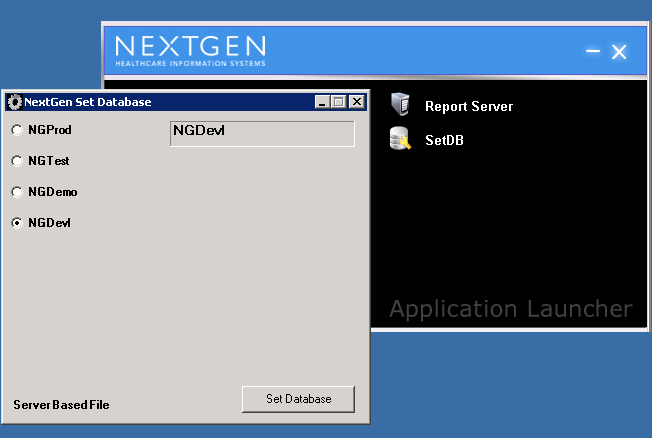 NEXTGEN
HEALTHCARE INFORMATION SYSTEMS
NextGen Set Database
NGProd
NGDevl
NGTest
NGDemo
NGDevl
Server Based File
Set Database
Report Server
SetDB
Application Launcher